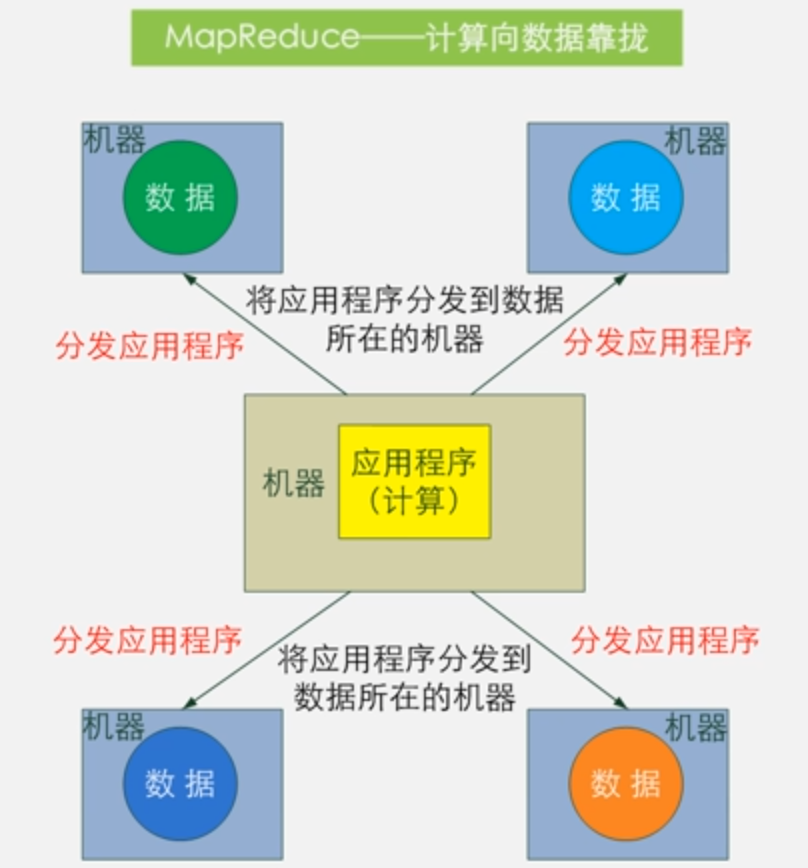 MapReduce——计算向数据靠拢
机器
数据
机器
数据
将应用程序分发到数据
所在的机器
分发应用程序
分发应用程序
机器
应用程序
（计算）
分发应用程序
分发应用程序
将应用程序分发到
数据所在的机器
机器
数据
机器
数据